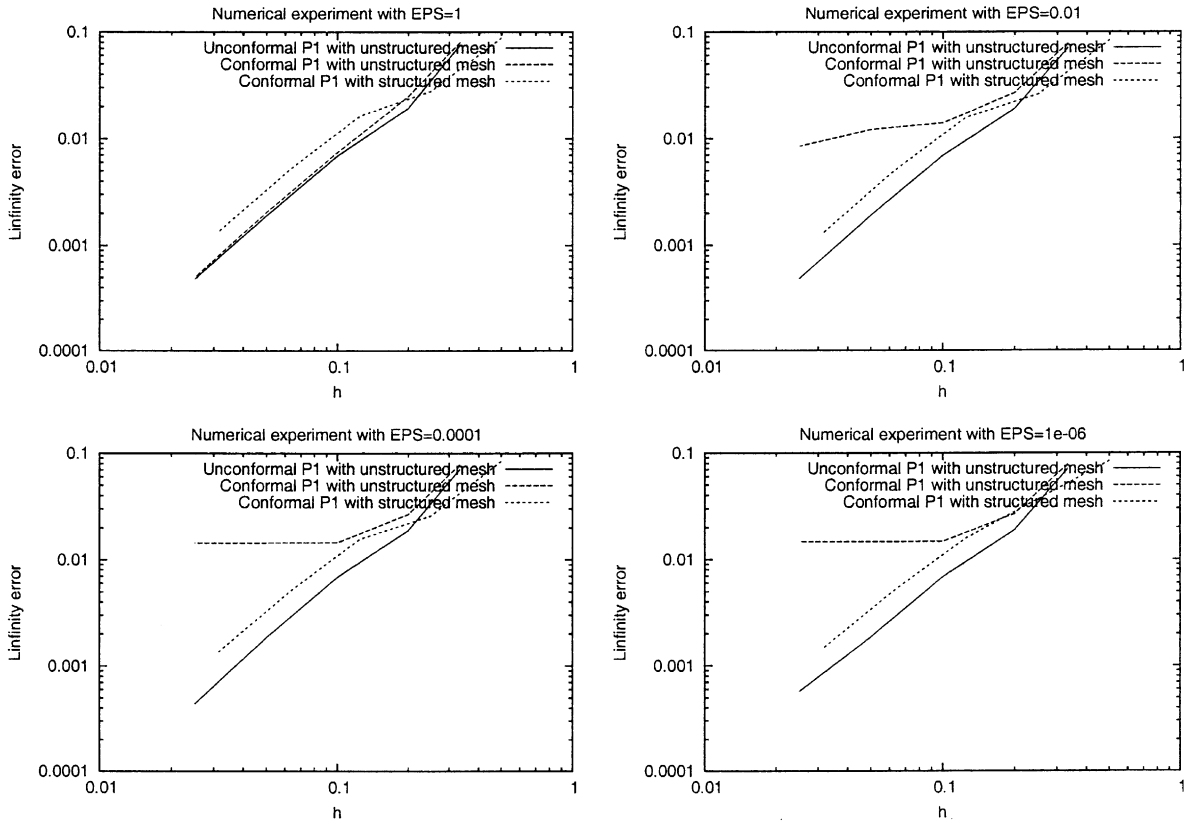 Numerical experiment with EPS=1
0.1
Unconformal P1 with unstructured mesh
Conformal P1 with unstructured mesh
Conformal P1 with structured mesh
0.01
0.001
0.0001
Linfinity error
0.01
0.1
1
h
Numerical experiment with EPS=0.01
0.1
Unconformal P1 with unstructured mesh
Conformal P1 with unstructured mesh
Conformal P1 with structured mesh
0.01
0.001
0.0001
Linfinity error
0.01
0.1
1
h
Numerical experiment with EPS=0.0001
0.1
Unconformal P1 with unstructured mesh
Conformal P1 with unstructured mesh
Conformal P1 with structured mesh
0.01
0.001
0.0001
Linfinity error
0.01
0.1
1
h
Numerical experiment with EPS=1e-06
0.1
Unconformal P1 with unstructured mesh
Conformal P1 with unstructured mesh
Conformal P1 with structured mesh
0.01
0.001
0.0001
Linfinity error
0.01
0.1
1
h